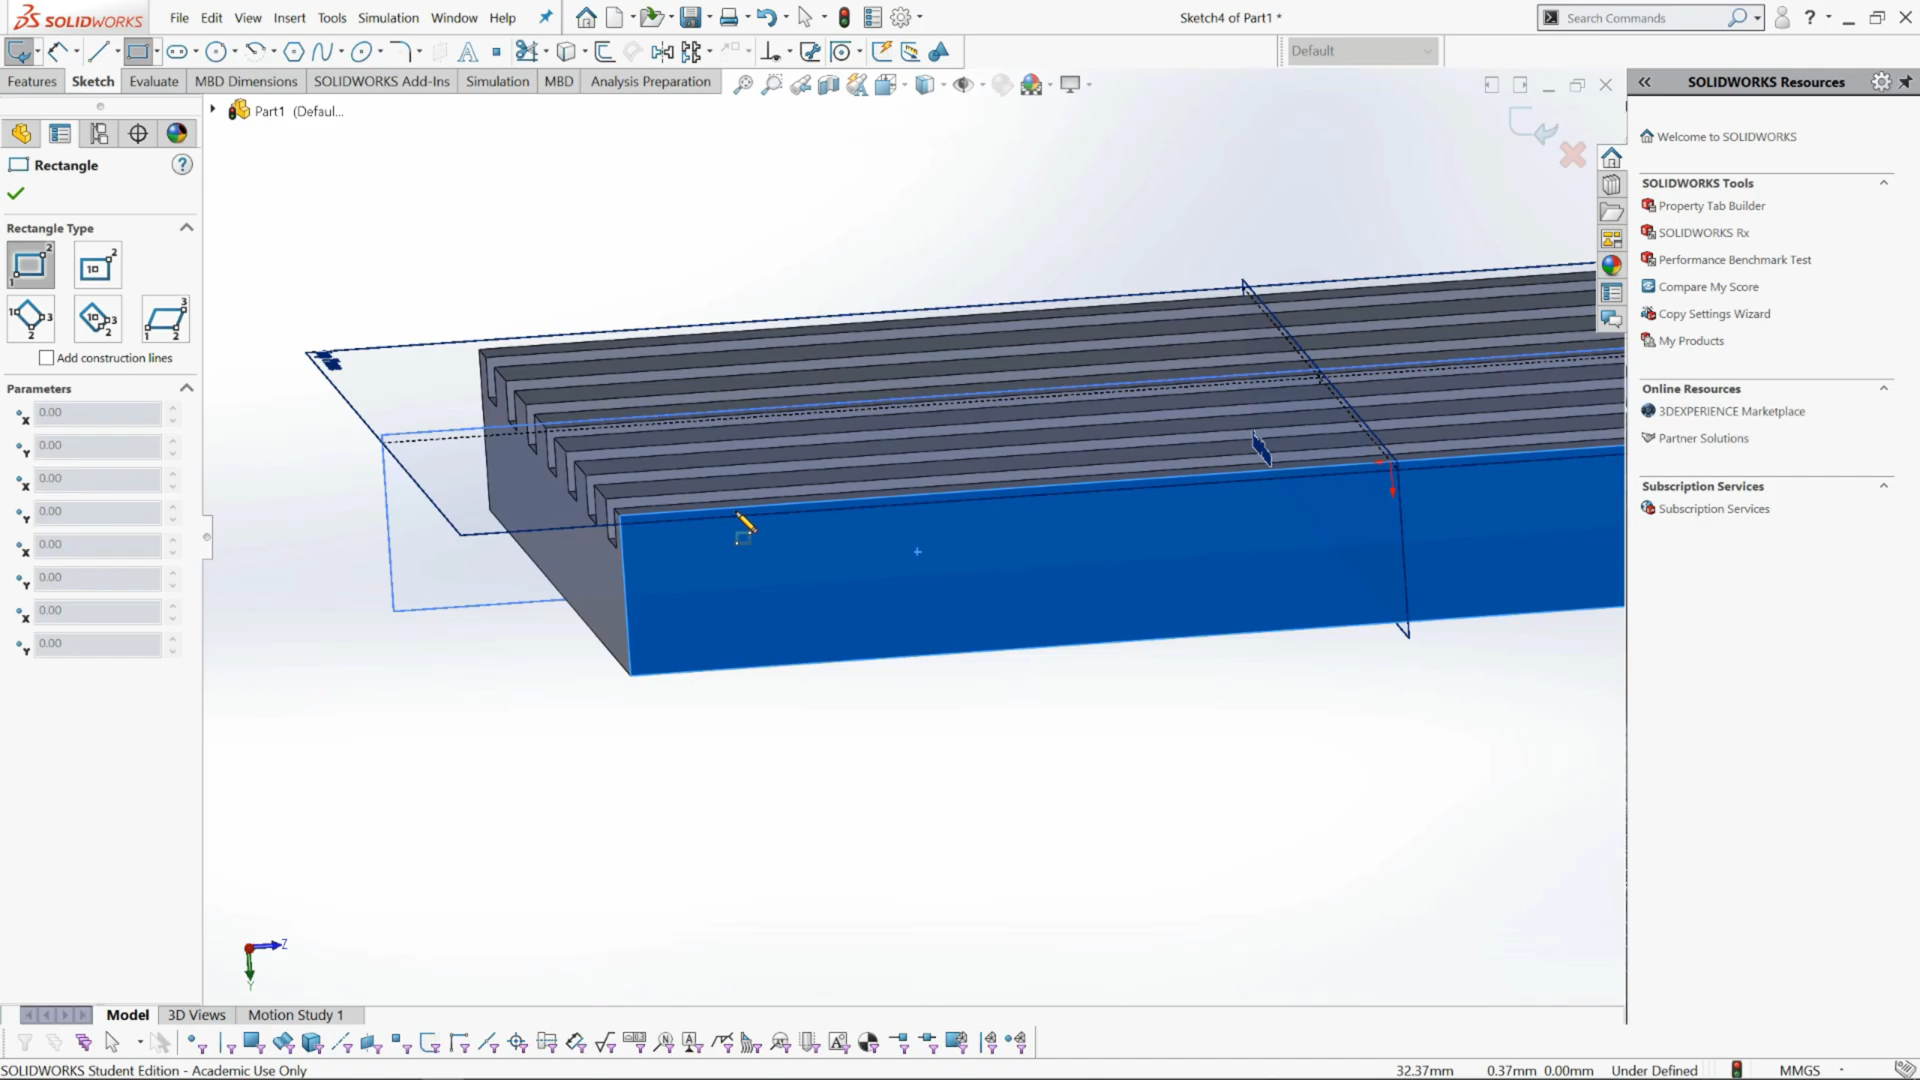 SOLIDWORKS
File Edit View Insert Tools Simulation Window Help
Sketch4 of Part1 *
Search Commands
Default
Features Sketch Evaluate MBD Dimensions SOLIDWORKS Add-Ins Simulation MBD Analysis Preparation
SOLIDWORKS Resources
Part1 (Defaul...
Welcome to SOLIDWORKS
Rectangle
SOLIDWORKS Tools
Property Tab Builder
Rectangle Type
SOLIDWORKS Rx
Performance Benchmark Test
Compare My Score
Copy Settings Wizard
My Products
Add construction lines
Parameters
Online Resources
3DEXPERIENCE Marketplace
Partner Solutions
Subscription Services
Subscription Services
X 0.00
Y 0.00
X 0.00
Y 0.00
X 0.00
Y 0.00
X 0.00
Y 0.00
Z
Y
Model 3D Views Motion Study 1
SOLIDWORKS Student Edition - Academic Use Only
32.37mm 0.37mm 0.00mm Under Defined MMGS